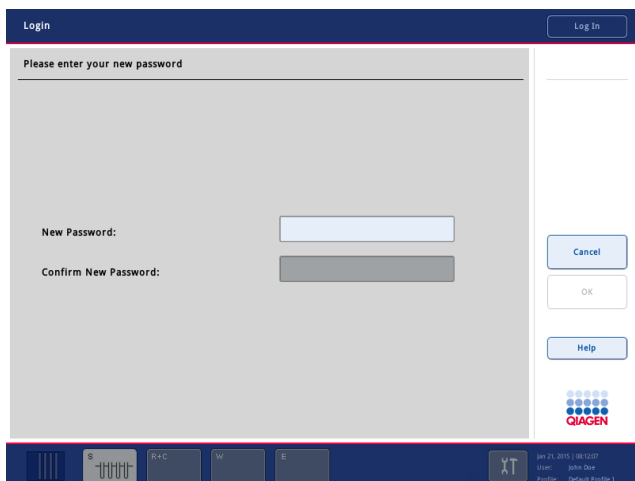 Login
Log In
Please enter your new password
New Password:
Confirm New Password:
Cancel
OK
Help
QIAGEN
S
R+C
W
E
Jan 21, 2015 | 08:12:07
User: John Doe
Profile: Default Profile 1